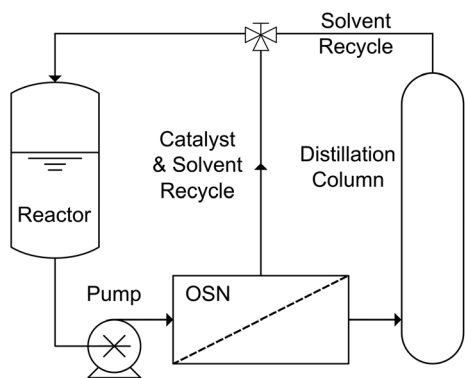 Solvent
Recycle
Catalyst
& Solvent
Recycle
Distillation
Column
Reactor
Pump
OSN